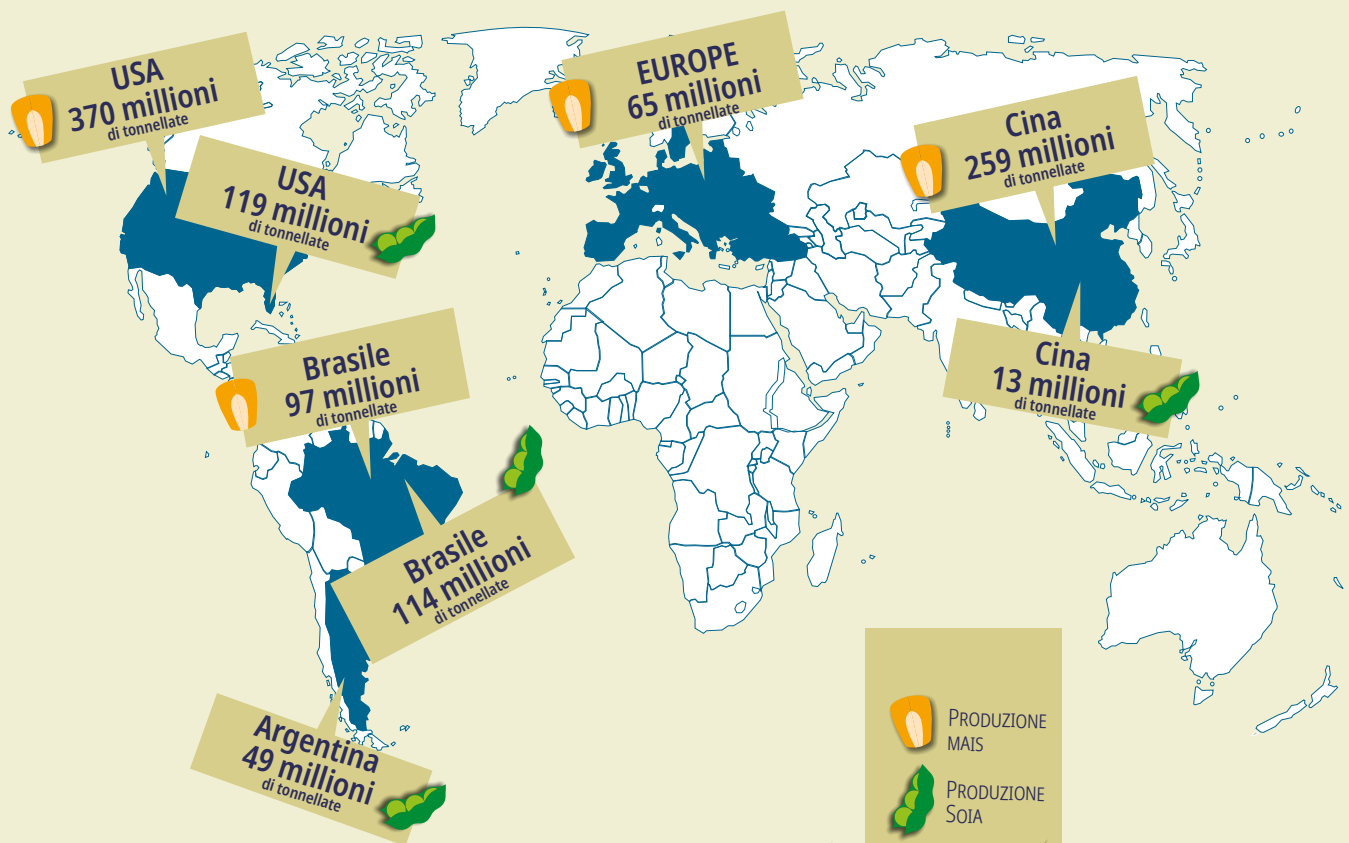 USA
370 millioni
di tonnellate
EUROPE
65 millioni
di tonnellate
Cina
259 millioni
di tonnellate
USA
119 millioni
di tonnellate
Brasile
97 millioni
di tonnellate
Cina
13 millioni
di tonnellate
Brasile
114 millioni
di tonnellate
Argentina
49 millioni
di tonnellate
PRODUZIONE
MAIS
PRODUZIONE
SOIA